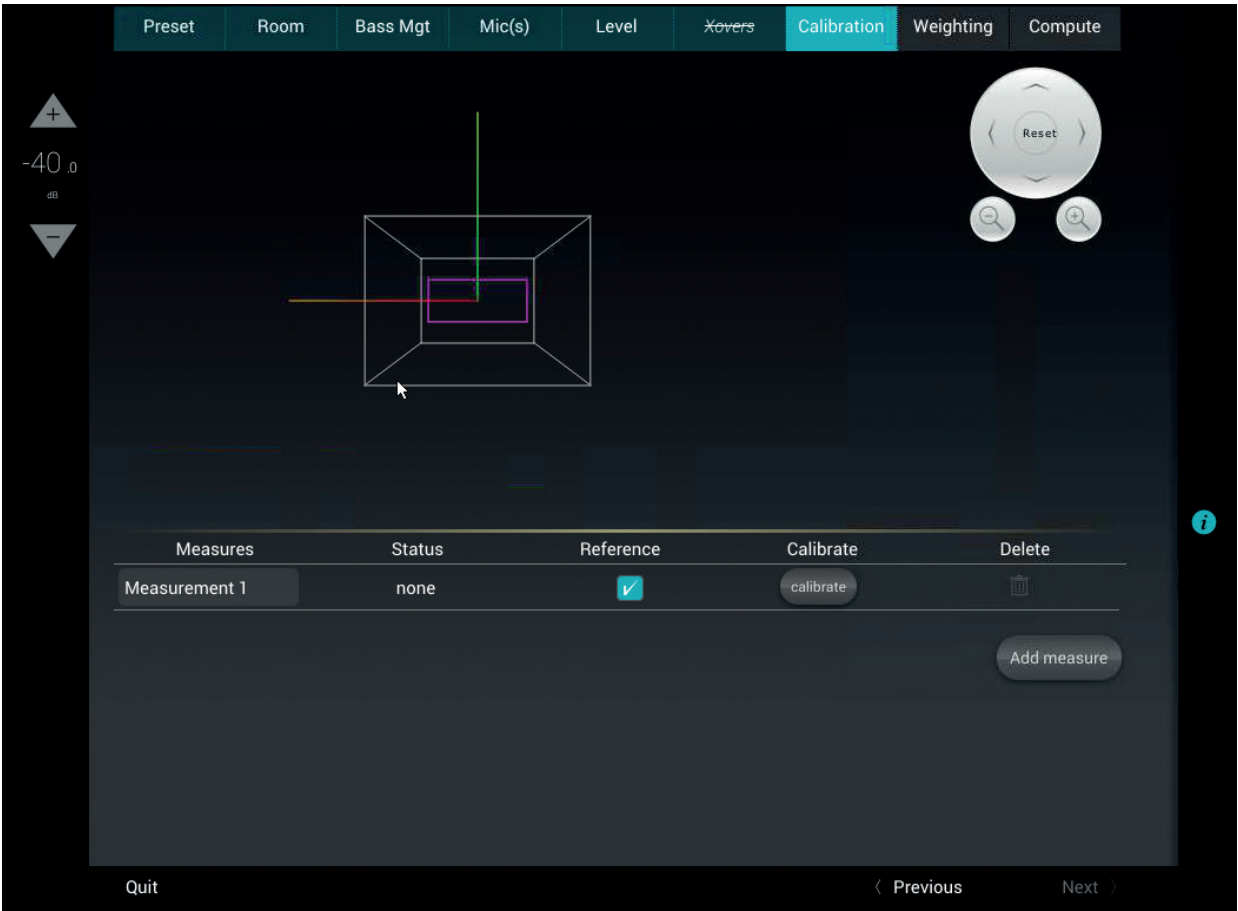 Preset Room Bass Mgt Mic(s) Level Xovers Calibration Weighting Compute
+
-40.0
dB
−
Reset
Measures Status Reference Calibrate Delete
Measurement 1 none calibrate
Add measure
i
Quit Previous Next